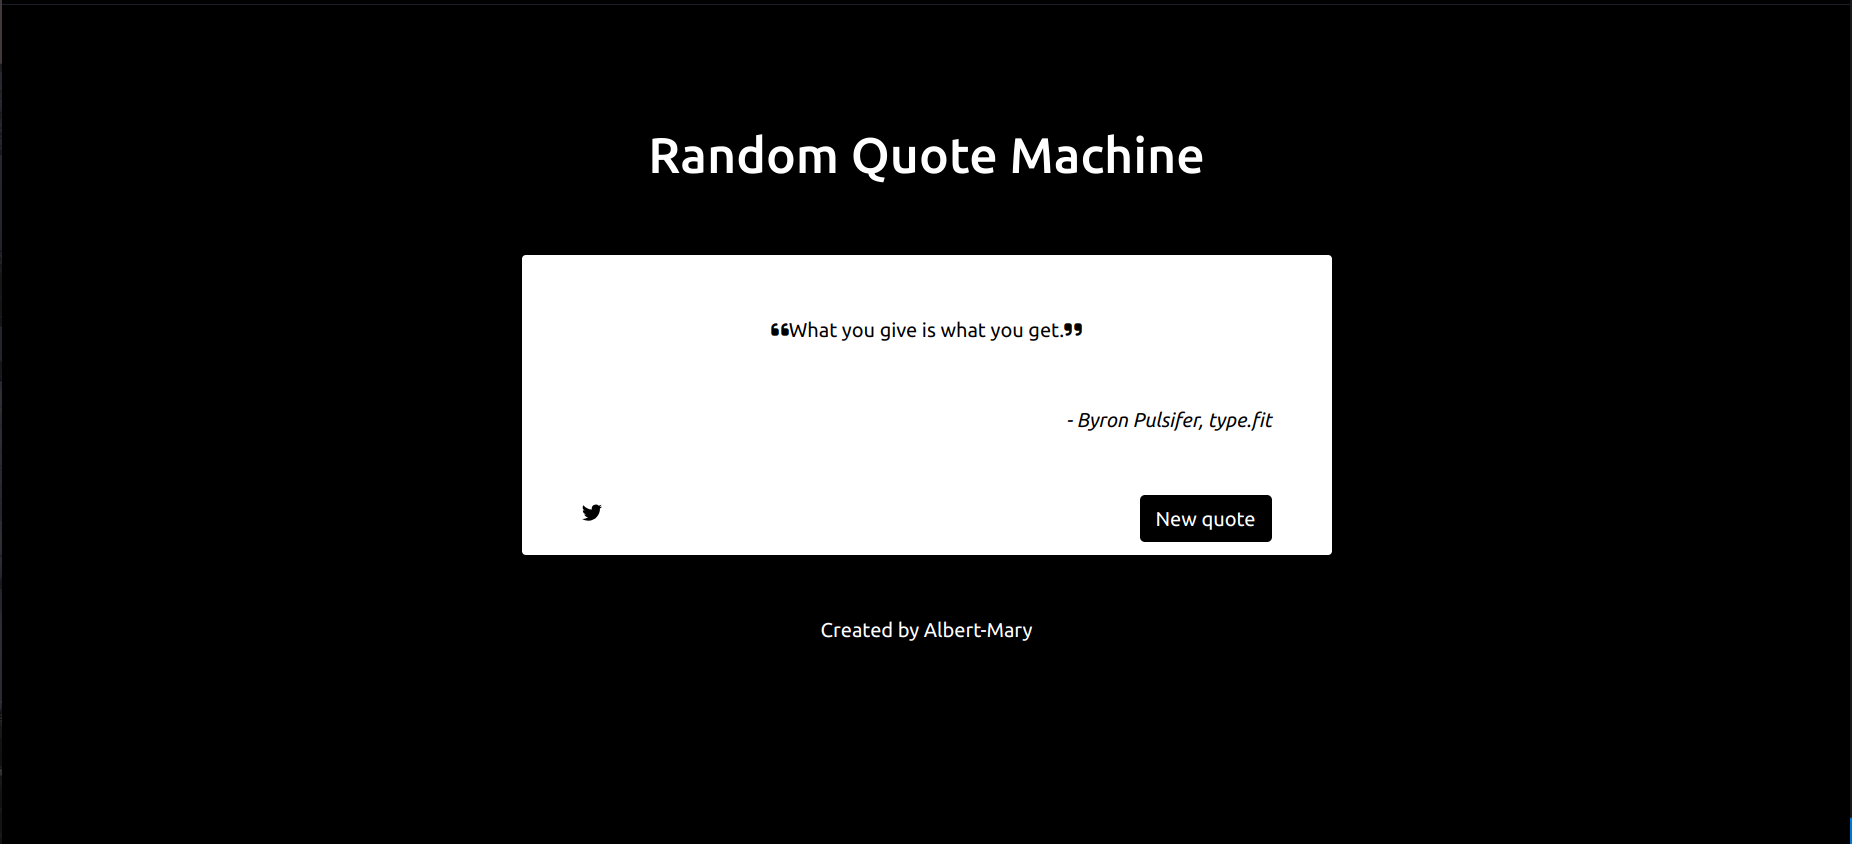 Random Quote Machine
“What you give is what you get.”
- Byron Pulsifer, type.fit
New quote
Created by Albert-Mary